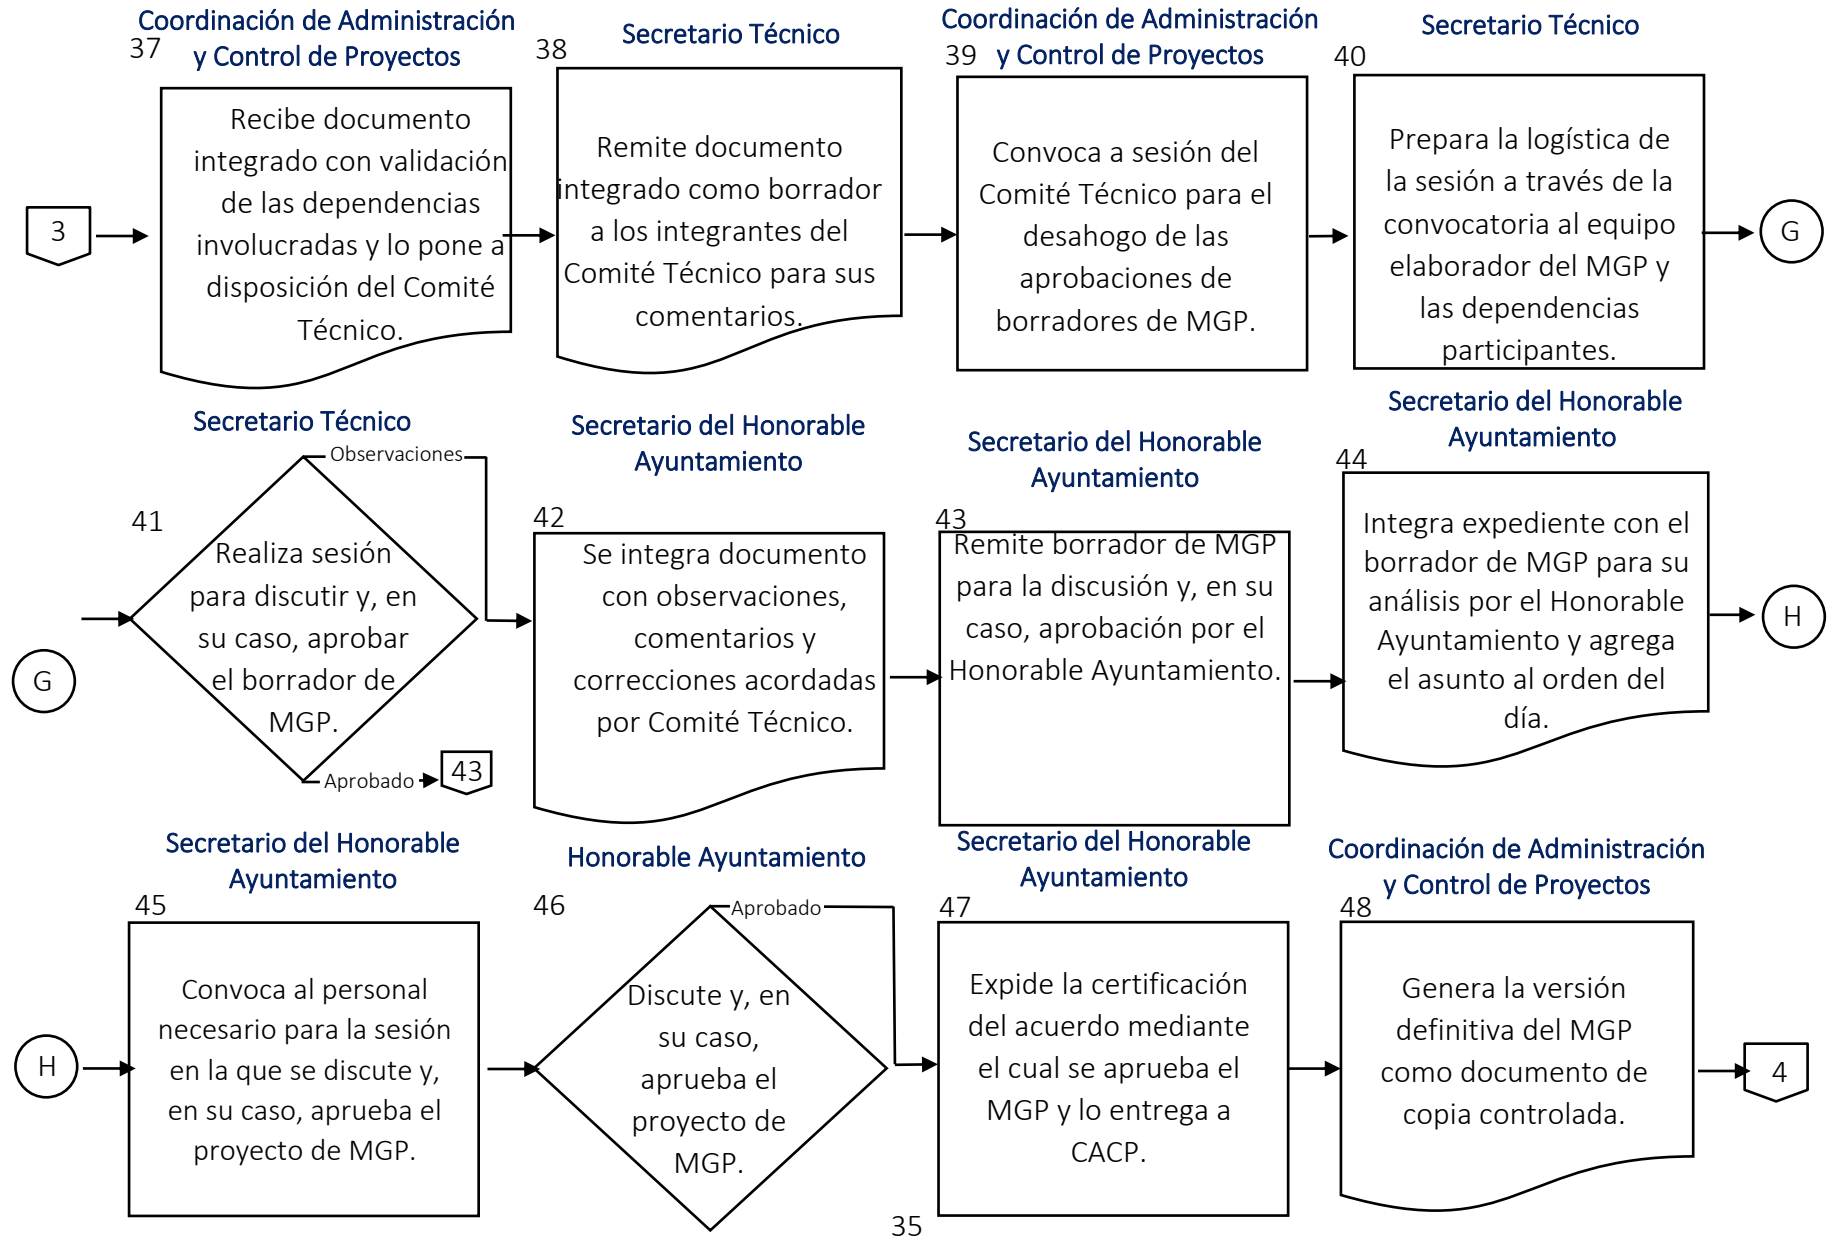 Coordinación de Administración
y Control de Proyectos
37
Recibe documento
integrado con validación
de las dependencias
involucradas y lo pone a
disposición del Comité
Técnico.
3
Secretario Técnico
38
Remite documento
integrado como borrador
a los integrantes del
Comité Técnico para sus
comentarios.
Coordinación de Administración
y Control de Proyectos
39
Convoca a sesión del
Comité Técnico para el
desahogo de las
aprobaciones de
borradores de MGP.
Secretario Técnico
40
Prepara la logística de
la sesión a través de la
convocatoria al equipo
elaborador del MGP y
las dependencias
participantes.
G
Secretario Técnico
Observaciones
41
Realiza sesión
para discutir y, en
su caso, aprobar
el borrador de
MGP.
G
Aprobado
43
Secretario del Honorable
Ayuntamiento
42
Se integra documento
con observaciones,
comentarios y
correcciones acordadas
por Comité Técnico.
Secretario del Honorable
Ayuntamiento
43
Remite borrador de MGP
para la discusión y, en su
caso, aprobación por el
Honorable Ayuntamiento.
Secretario del Honorable
Ayuntamiento
44
Integra expediente con el
borrador de MGP para su
análisis por el Honorable
Ayuntamiento y agrega
el asunto al orden del
día.
H
Secretario del Honorable
Ayuntamiento
45
Convoca al personal
necesario para la sesión
en la que se discute y,
en su caso, aprueba el
proyecto de MGP.
H
Honorable Ayuntamiento
46
Aprobado
Discute y, en
su caso,
aprueba el
proyecto de
MGP.
Secretario del Honorable
Ayuntamiento
47
Expide la certificación
del acuerdo mediante
el cual se aprueba el
MGP y lo entrega a
CACP.
Coordinación de Administración
y Control de Proyectos
48
Genera la versión
definitiva del MGP
como documento de
copia controlada.
4
35